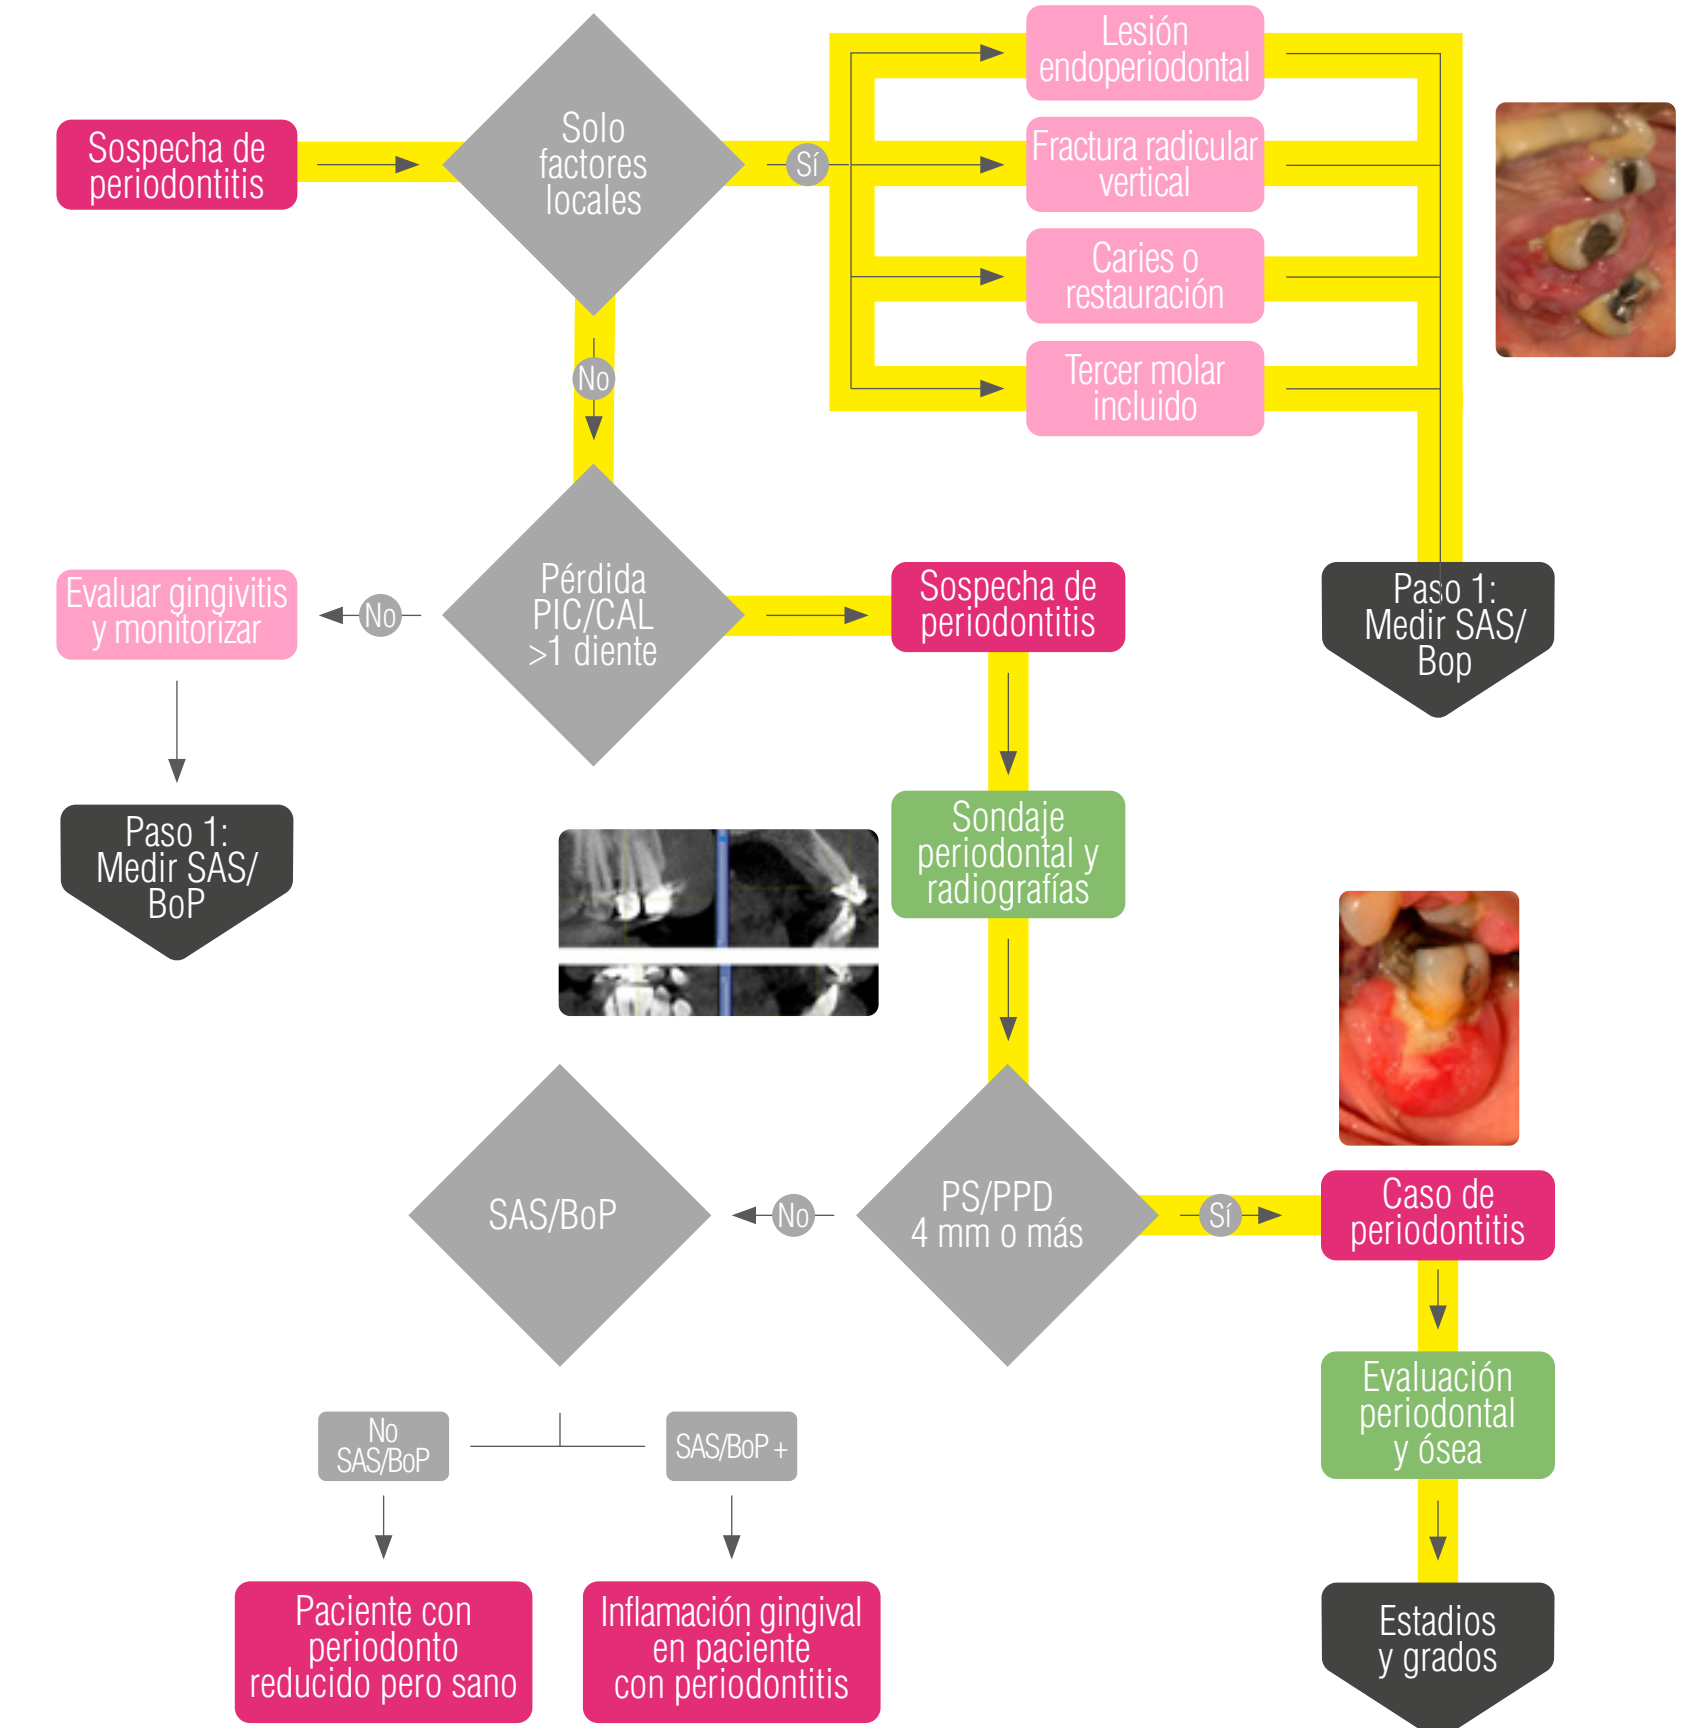 Sospecha de
periodontitis
Solo
factores
locales
Sí
Lesión
endoperiodontal
Fractura radicular
vertical
Caries o
restauración
Tercer molar
incluido
No
Evaluar gingivitis
y monitorizar
No
Pérdida
PIC/CAL
>1 diente
Sospecha de
periodontitis
Paso 1:
Medir SAS/
Bop
Paso 1:
Medir SAS/
BoP
Sondaje
periodontal y
radiografías
SAS/BoP
No
PS/PPD
4 mm o más
Sí
Caso de
periodontitis
Evaluación
periodontal
y ósea
No
SAS/BoP
SAS/BoP +
Paciente con
periodonto
reducido pero sano
Inflamación gingival
en paciente
con periodontitis
Estadios
y grados